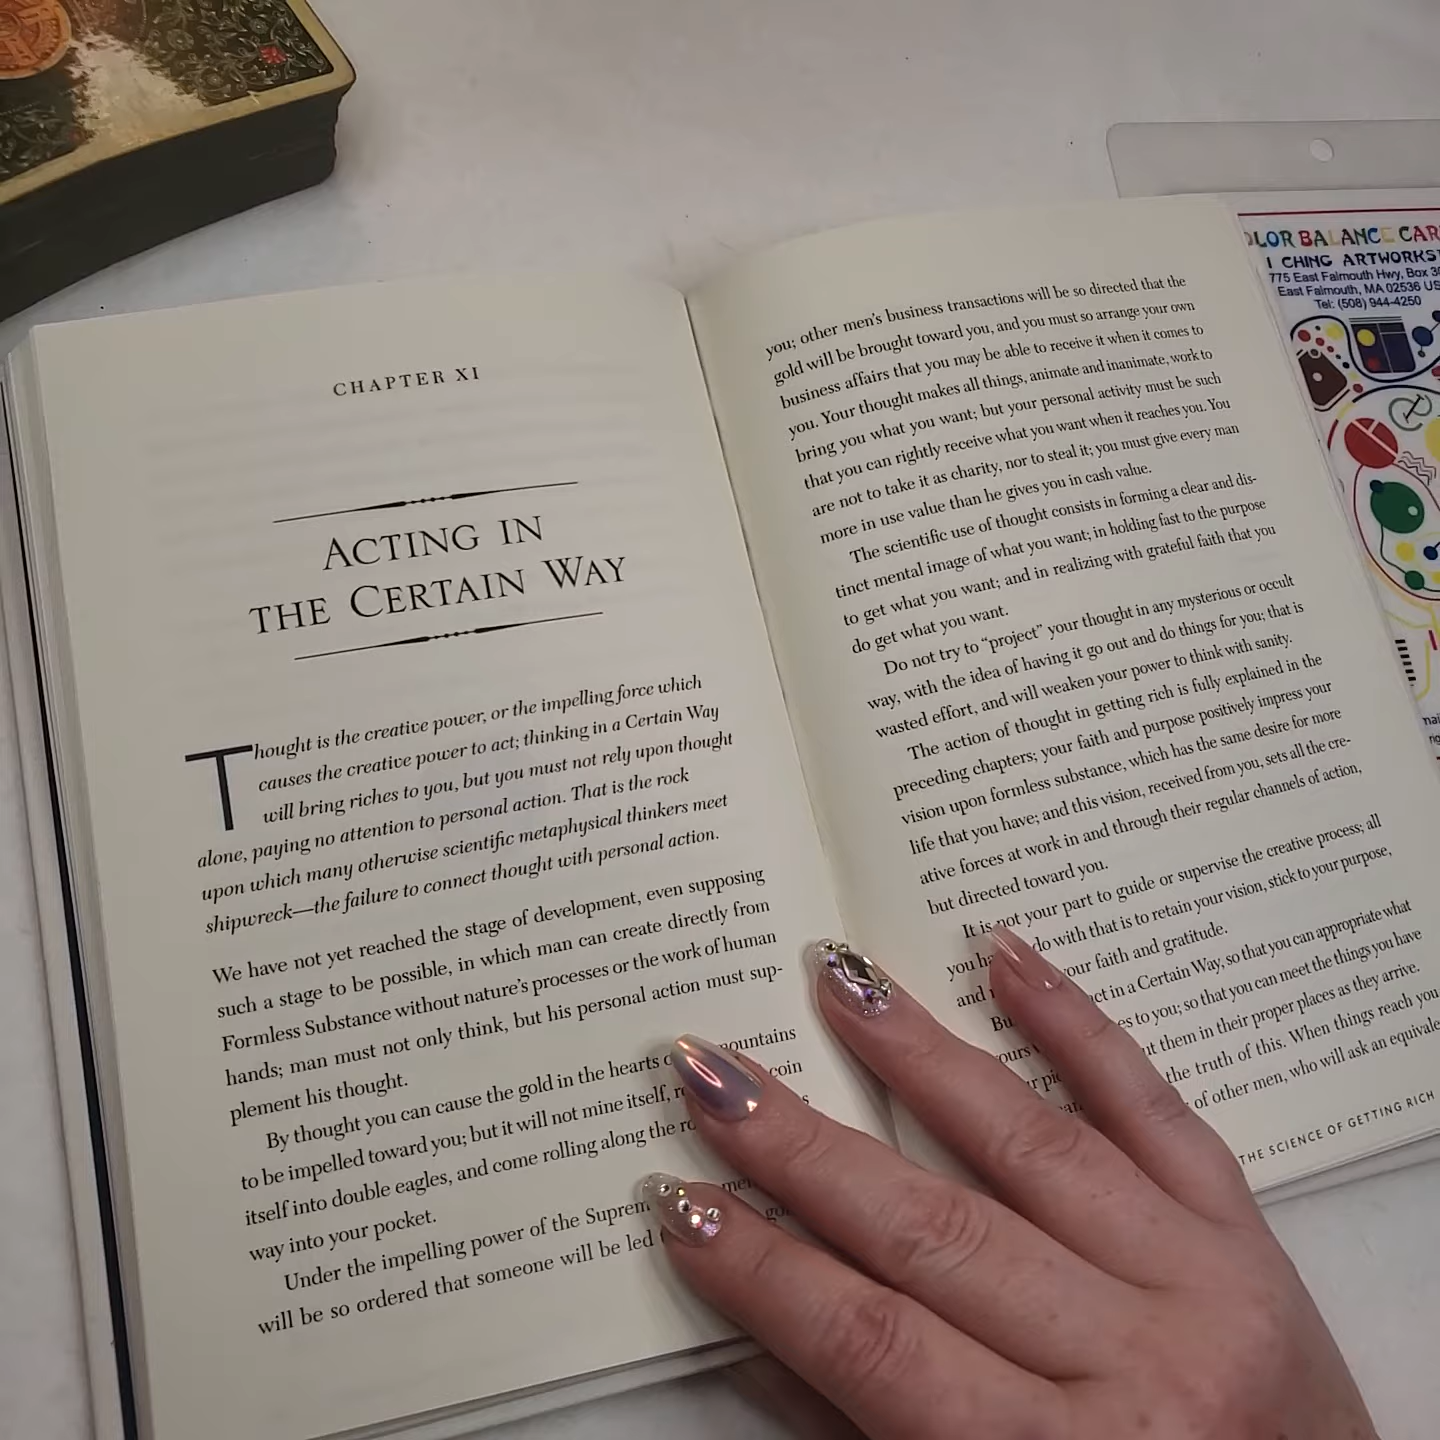 CHAPTER XI
ACTING IN
THE CERTAIN WAY
Thought is the creative power, or the impelling force which
causes the creative power to act; thinking in a Certain Way
will bring riches to you, but you must not rely upon thought
alone, paying no attention to personal action. That is the rock
upon which many otherwise scientific metaphysical thinkers meet
shipwreck—the failure to connect thought with personal action.
We have not yet reached the stage of development, even supposing
such a stage to be possible, in which man can create directly from
Formless Substance without nature's processes or the work of human
hands; man must not only think, but his personal action must sup-
plement his thought.
By thought you can cause the gold in the hearts mountains
to be impelled toward you; but it will not mine itself, coin
itself into double eagles, and come rolling along the
way into your pocket.
Under the impelling power of the
will be so ordered that someone will be led
you; other men's business transactions will be so directed that the
gold will be brought toward you, and you must so arrange your own
business affairs that you may be able to receive it when it comes to
you. Your thought makes all things, animate and inanimate, work to
bring you what you want; but your personal activity must be such
that you can rightly receive what you want when it reaches you. You
are not to take it as charity, nor to steal it; you must give every man
more in use value than he gives you in cash value.
The scientific use of thought consists in forming a clear and dis-
tinct mental image of what you want; in holding fast to the purpose
to get what you want; and in realizing with grateful faith that you
do get what you want.
Do not try to "project" your thought in any mysterious or occult
way, with the idea of having it go out and do things for you; that is
wasted effort, and will weaken your power to think with sanity.
The action of thought in getting rich is fully explained in the
preceding chapters; your faith and purpose positively impress your
vision upon formless substance, which has the same desire for more
life that you have; and this vision, received from you, sets all the cre-
ative forces at work in and through their regular channels of action,
but directed toward you.
It is not your part to guide or supervise the creative process; all
you do with that is to retain your vision, stick to your purpose,
and your faith and gratitude.
in a Certain Way, so that you can appropriate what
to you; so that you can meet the things you have
them in their proper places as they arrive.
the truth of this. When things reach you
of other men, who will ask an
THE SCIENCE OF GETTING RICH
BALANCE
I CHING ARTWORKS
775 East Falmouth Hwy, Box
East Falmouth, MA 02536
Tel: (508) 944-4250